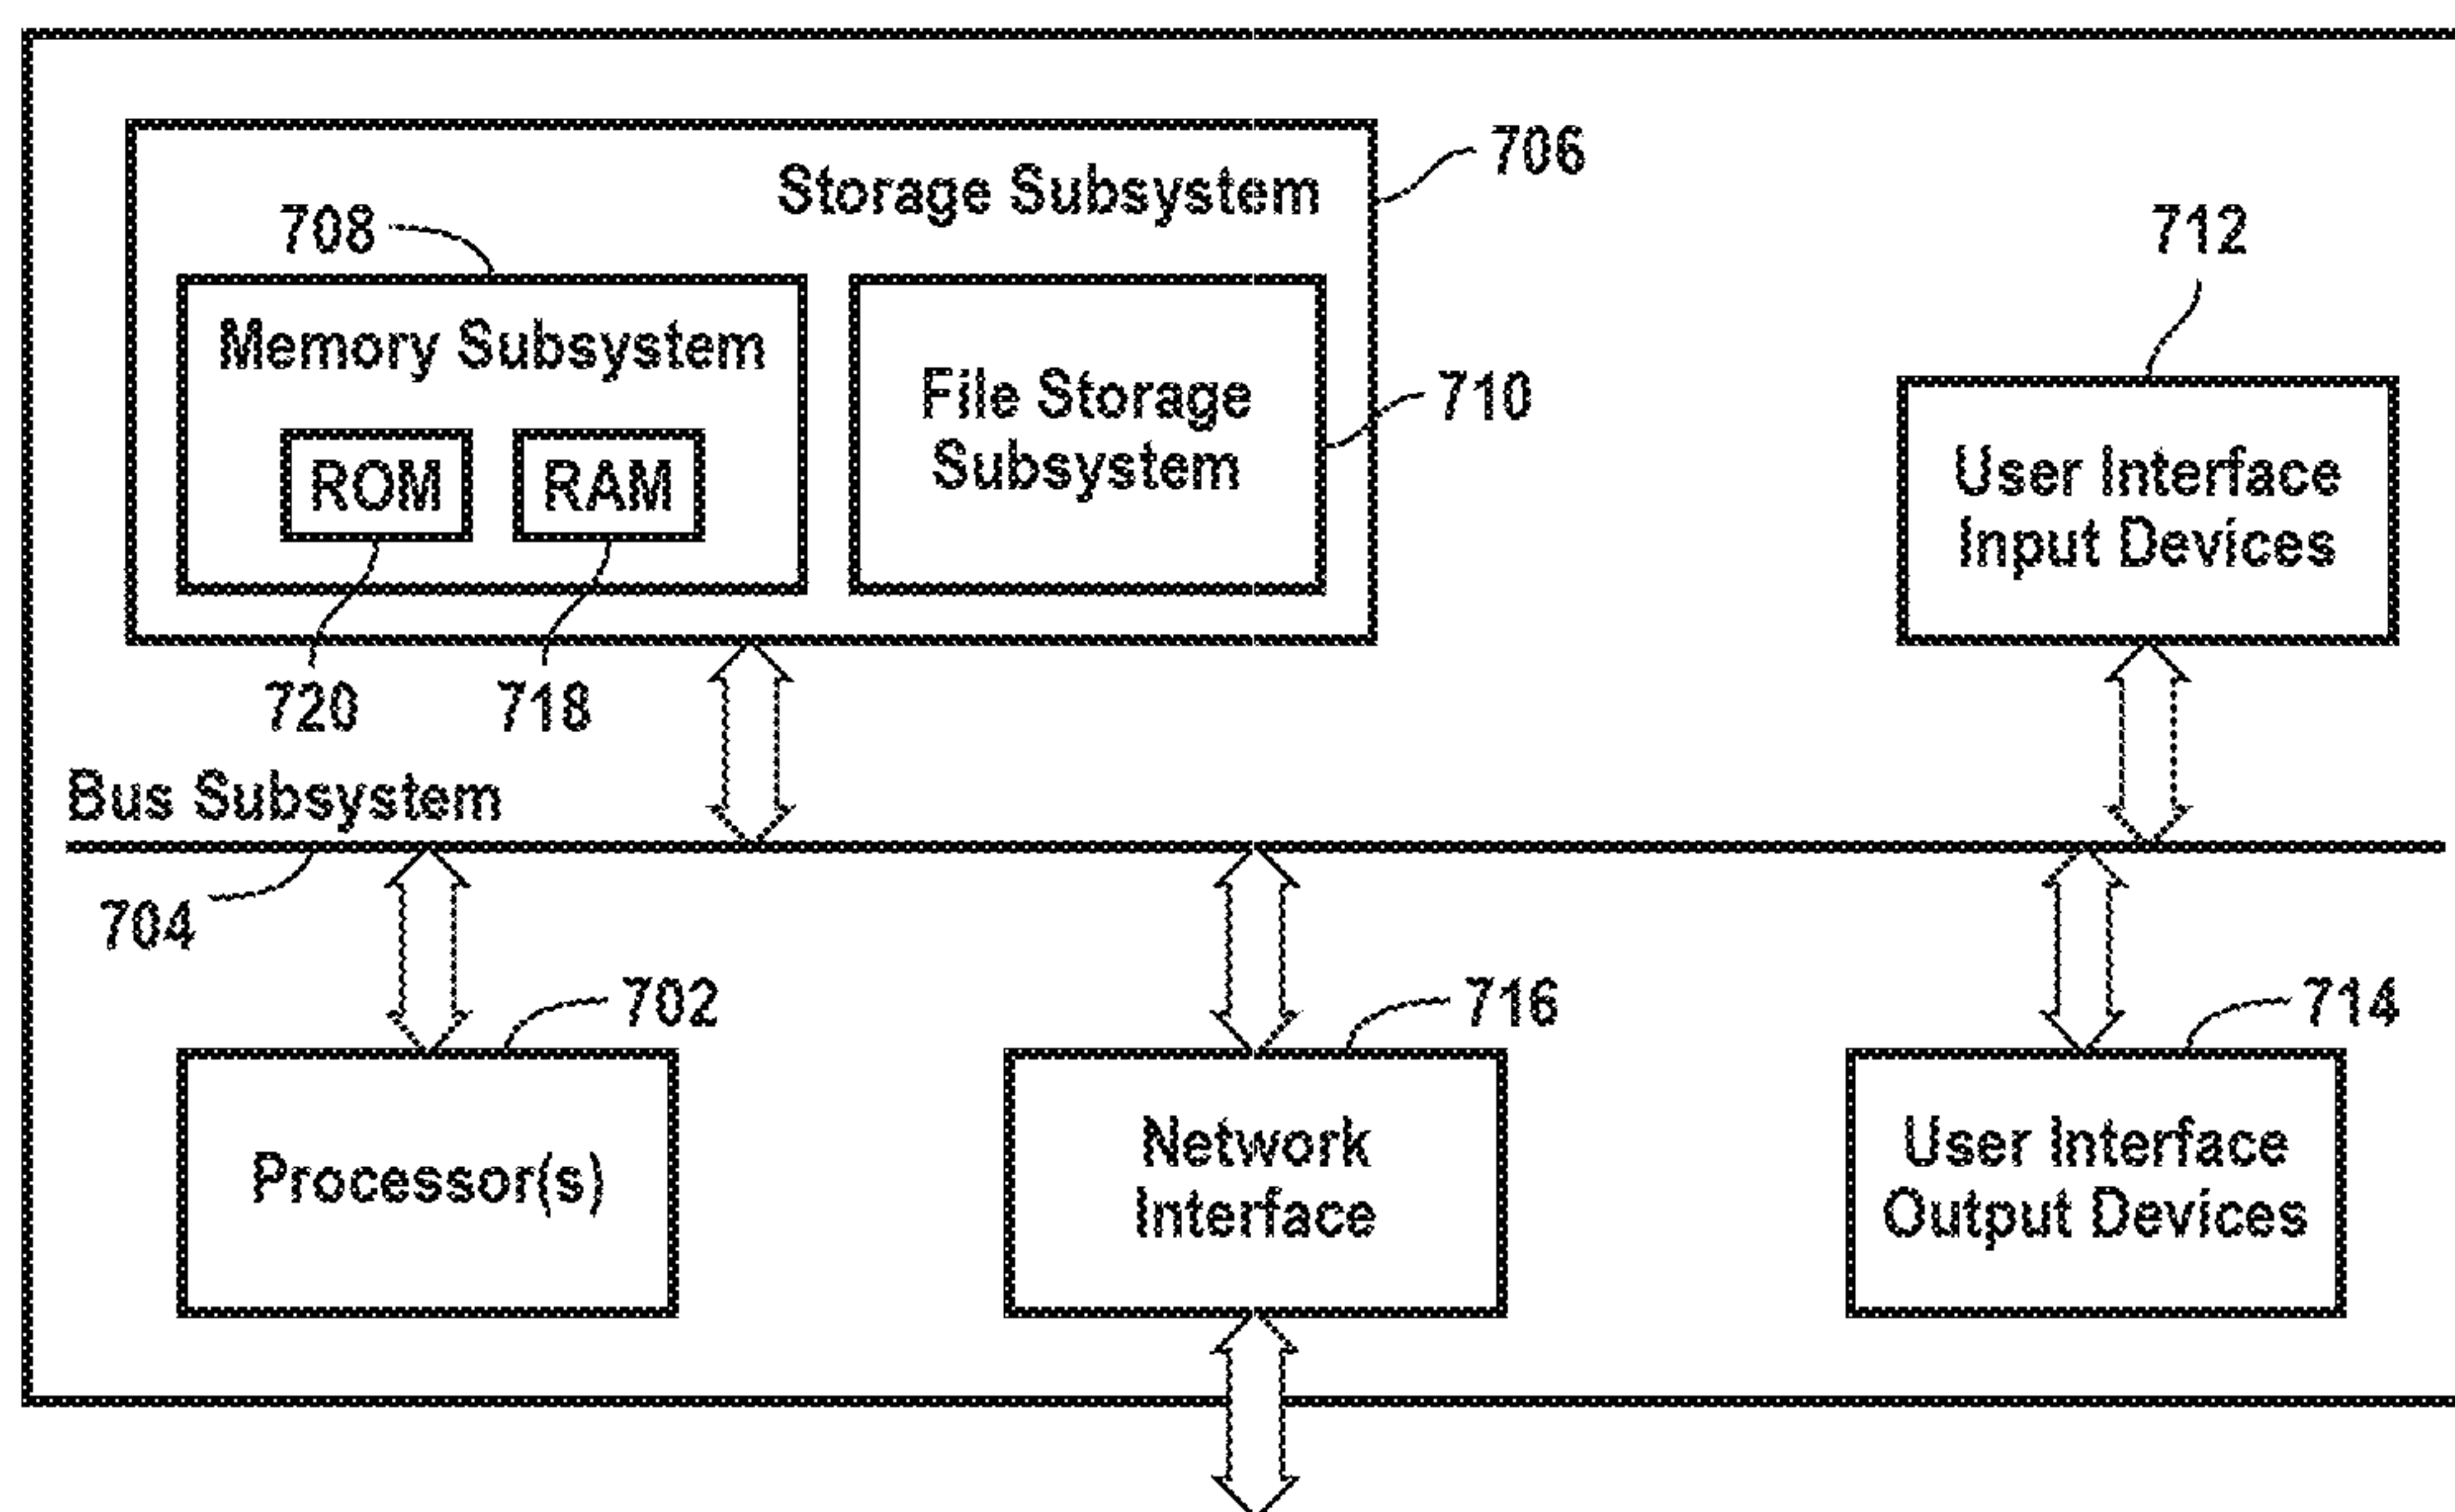 706
Storage Subsystem
708
712
Memory Subsystem
File Storage
Subsystem
710
ROM
RAM
User Interface
Input Devices
720
718
Bus Subsystem
704
702
716
714
Processor(s)
Network
Interface
User Interface
Output Devices